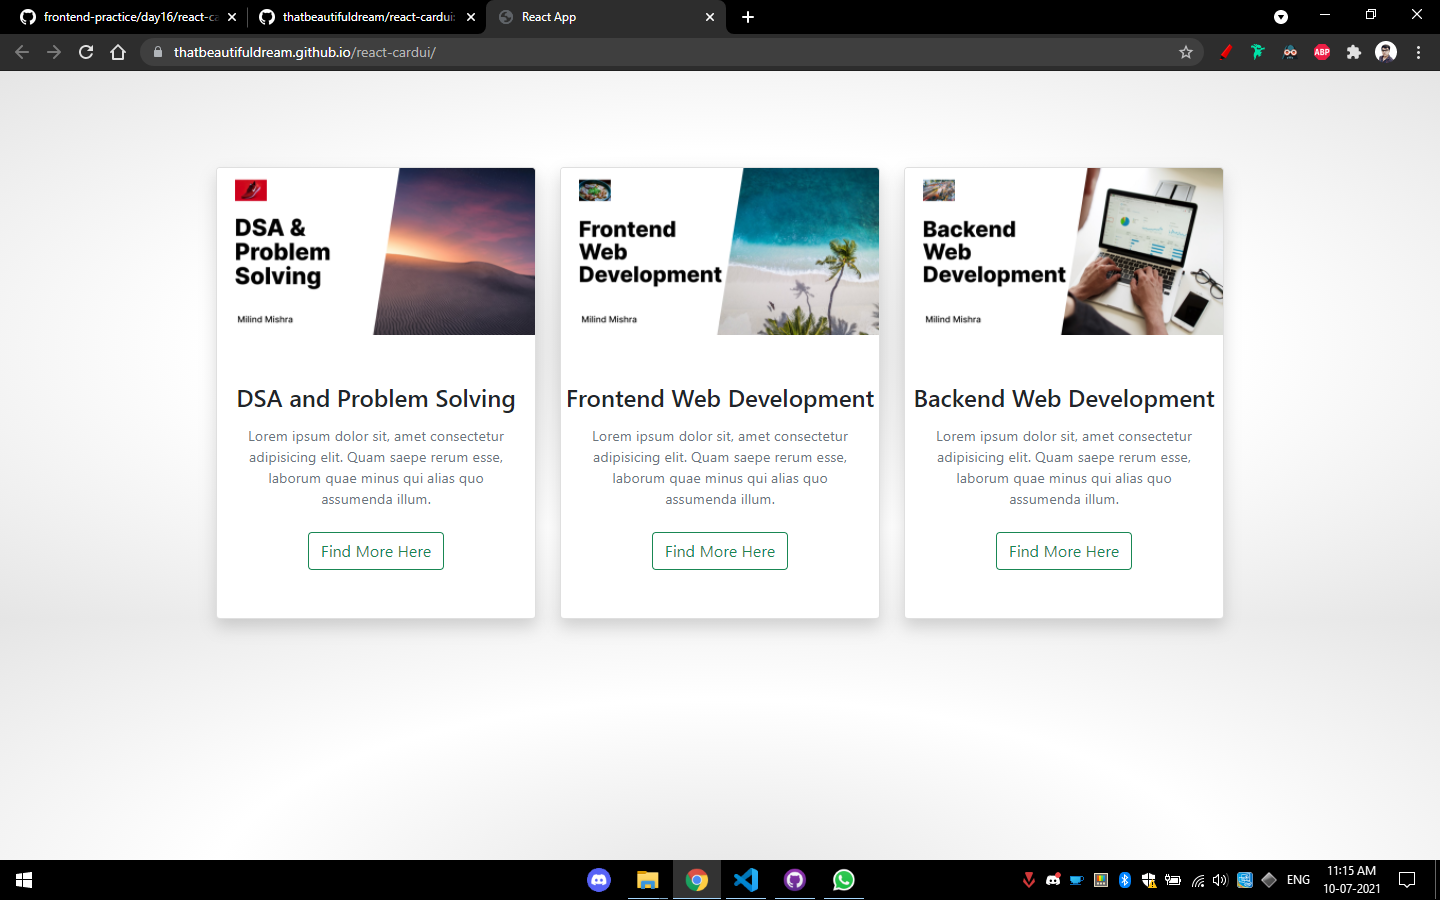 frontend-practice/day16/react-ca
thatbeautifuldream/react-cardui:
React App
thatbeautifuldream.github.io/react-cardui/
ABP
DSA &
Problem
Solving
Milind Mishra
DSA and Problem Solving
Lorem ipsum dolor sit, amet consectetur
adipisicing elit. Quam saepe rerum esse,
laborum quae minus qui alias quo
assumenda illum.
Find More Here
Frontend
Web
Development
Milind Mishra
Frontend Web Development
Lorem ipsum dolor sit, amet consectetur
adipisicing elit. Quam saepe rerum esse,
laborum quae minus qui alias quo
assumenda illum.
Find More Here
Backend
Web
Development
Milind Mishra
Backend Web Development
Lorem ipsum dolor sit, amet consectetur
adipisicing elit. Quam saepe rerum esse,
laborum quae minus qui alias quo
assumenda illum.
Find More Here
ENG
11:15 AM
10-07-2021